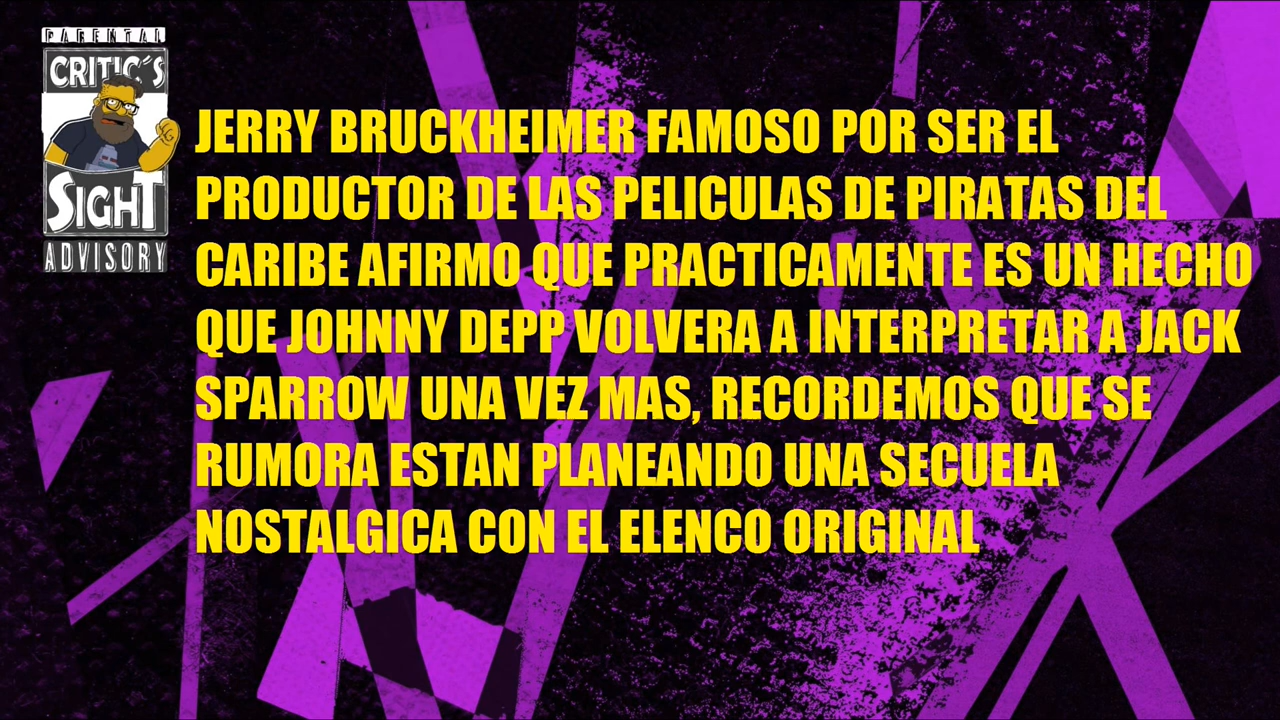 PARENTAL
CRITIC´S
SIGHT
ADVISORY
JERRY BRUCKHEIMER FAMOSO POR SER EL
PRODUCTOR DE LAS PELICULAS DE PIRATAS DEL
CARIBE AFIRMO QUE PRACTICAMENTE ES UN HECHO
QUE JOHNNY DEPP VOLVERA A INTERPRETAR A JACK
SPARROW UNA VEZ MAS, RECORDEMOS QUE SE
RUMORA ESTAN PLANEANDO UNA SECUELA
NOSTALGICA CON EL ELENCO ORIGINAL